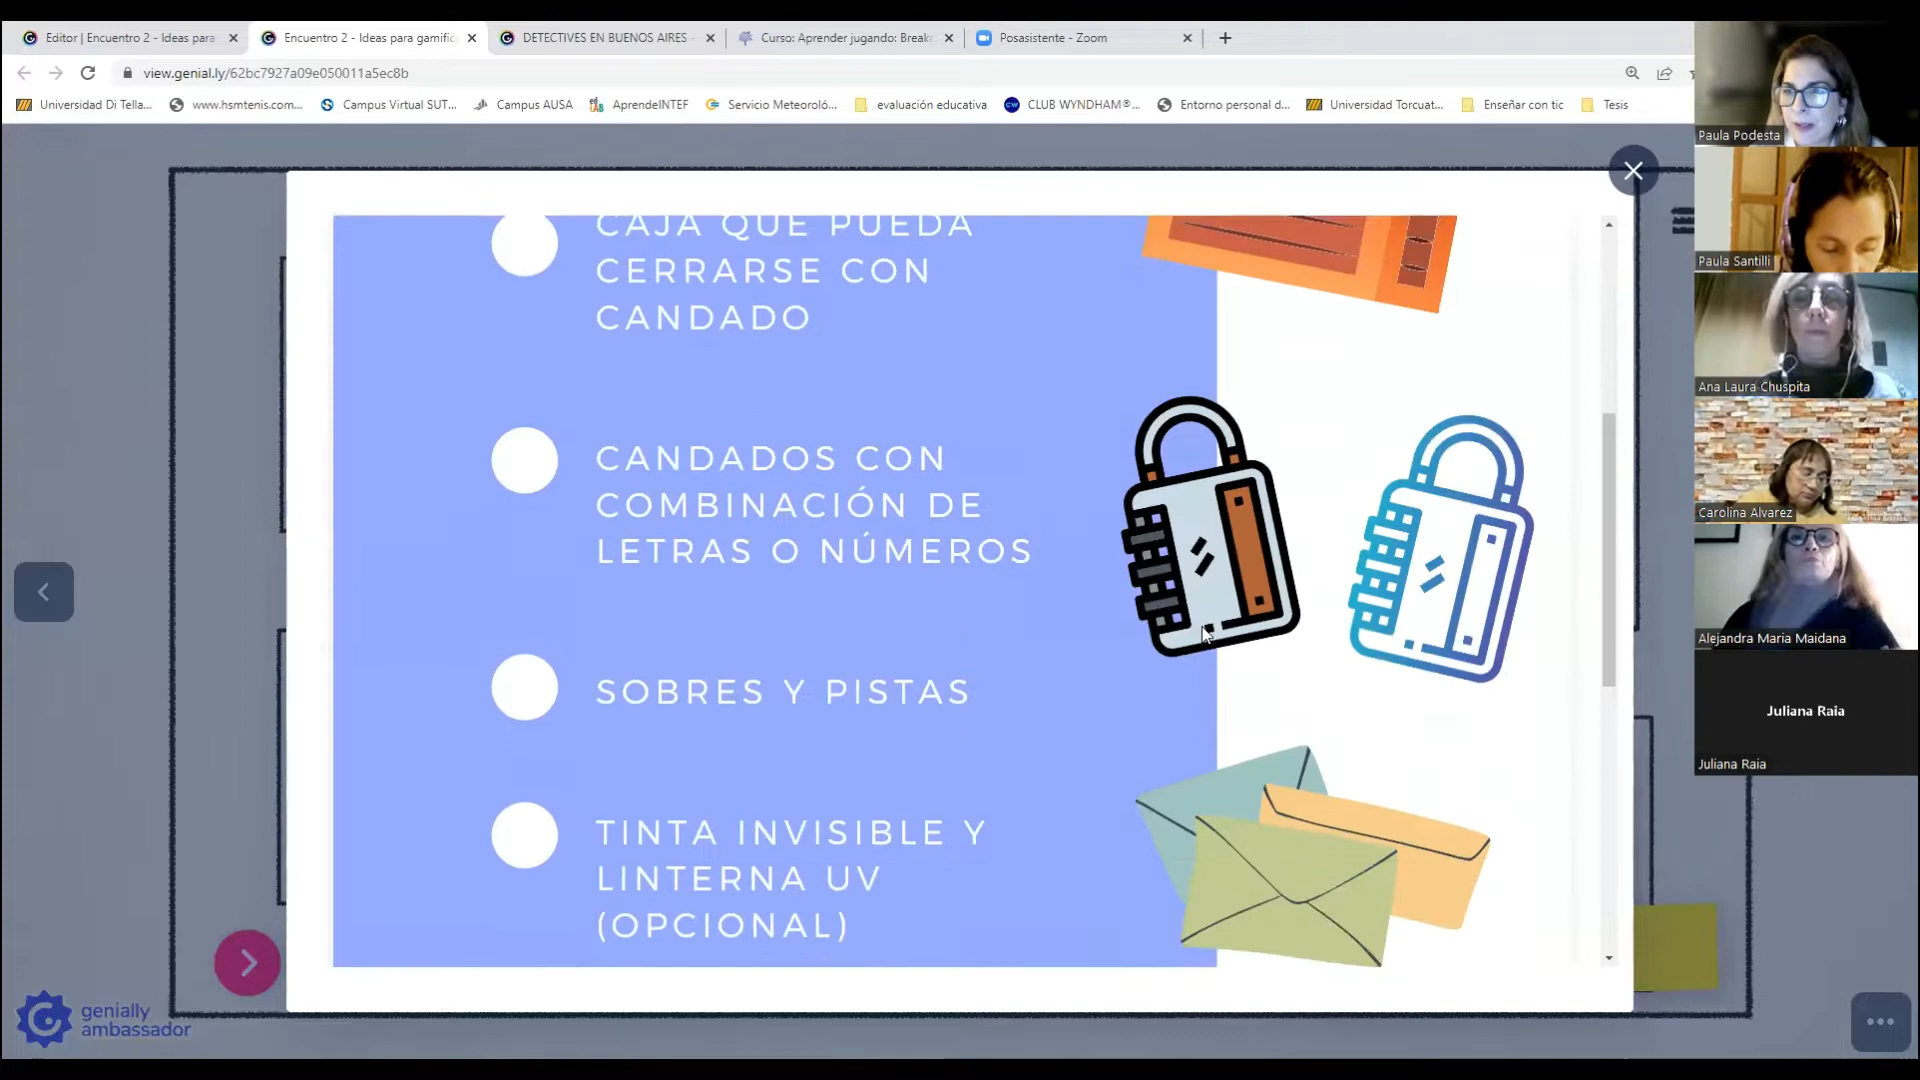 Editor | Encuentro 2 - Ideas para
Encuentro 2 - Ideas para gamific
DETECTIVES EN BUENOS AIRES -
Curso: Aprender jugando: Break
Posasistente - Zoom
view.genial.ly/62bc7927a09e050011a5ec8b
Universidad Di Tella...
www.hsmtenis.com...
Campus Virtual SUT...
Campus AUSA
AprendeINTEF
Servicio Meteoroló...
evaluación educativa
CLUB WYNDHAM®...
Entorno personal d...
Universidad Torcuat...
Enseñar con tic
Tesis
CAJA QUE PUEDA
CERRARSE CON
CANDADO
CANDADOS CON
COMBINACIÓN DE
LETRAS O NÚMEROS
SOBRES Y PISTAS
TINTA INVISIBLE Y
LINTERNA UV
(OPCIONAL)
genially
ambassador
Paula Podesta
Paula Santilli
Ana Laura Chuspita
Carolina Alvarez
Alejandra Maria Maidana
Juliana Raia
Juliana Raia